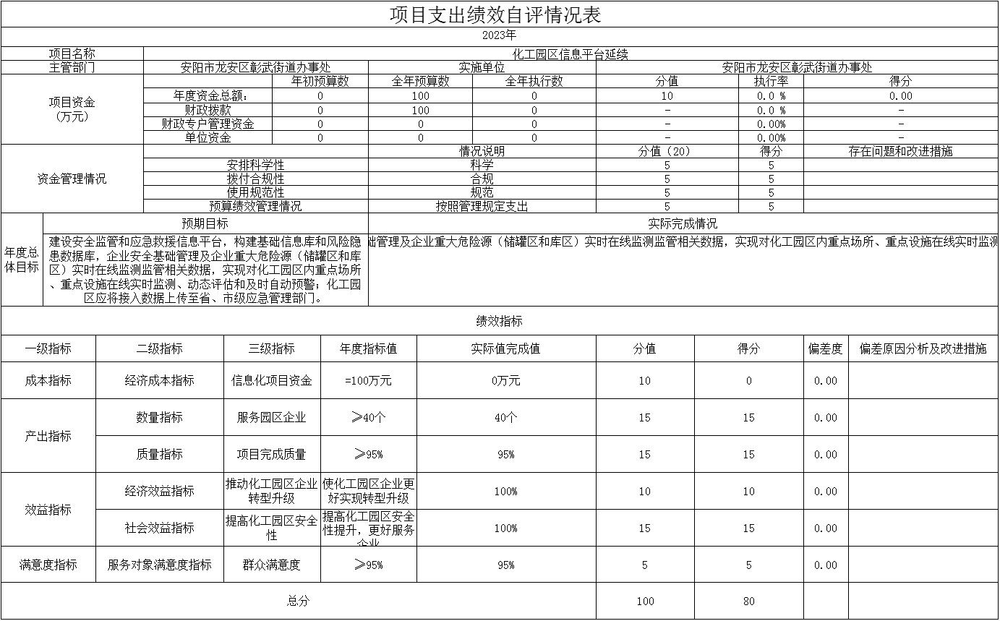 项目支出绩效自评情况表
2023年
项目名称 化工园区信息平台延续
主管部门 安阳市龙安区彰武街道办事处 实施单位 安阳市龙安区彰武街道办事处
项目资金
(万元)
年初预算数 全年预算数 全年执行数 分值 执行率 得分
年度资金总额： 0 100 0 10 0.0 % 0.00
财政拨款 0 100 0 - 0.0 % -
财政专户管理资金 0 0 0 - 0.00% -
单位资金 0 0 0 - 0.00% -
资金管理情况
情况说明 分值（20） 得分 存在问题和改进措施
安排科学性 科学 5 5
拨付合规性 合规 5 5
使用规范性 规范 5 5
预算绩效管理情况 按照管理规定支出 5 5
年度总
体目标
预期目标 实际完成情况
建设安全监管和应急救援信息平台，构建基础信息库和风险隐
患数据库，企业安全基础管理及企业重大危险源（储罐区和库
区）实时在线监测监管相关数据，实现对化工园区内重点场所
、重点设施在线实时监测、动态评估和及时自动预警；化工园
区应将接入数据上传至省、市级应急管理部门。
础管理及企业重大危险源（储罐区和库区）实时在线监测监管相关数据，实现对化工园区内重点场所、重点设施在线实时监测
绩效指标
一级指标 二级指标 三级指标 年度指标值 实际值完成值 分值 得分 偏差度 偏差原因分析及改进措施
成本指标 经济成本指标 信息化项目资金 =100万元 0万元 10 0 0.00
产出指标
数量指标 服务园区企业 ≥40个 40个 15 15 0.00
质量指标 项目完成质量 ≥95% 95% 15 15 0.00
效益指标
经济效益指标
推动化工园区企业
转型升级
使化工园区企业更
好实现转型升级
100% 10 10 0.00
社会效益指标
提高化工园区安全
性
提高化工园区安全
性提升，更好服务
企业
100% 15 15 0.00
满意度指标 服务对象满意度指标 群众满意度 ≥95% 95% 5 5 0.00
总分 100 80